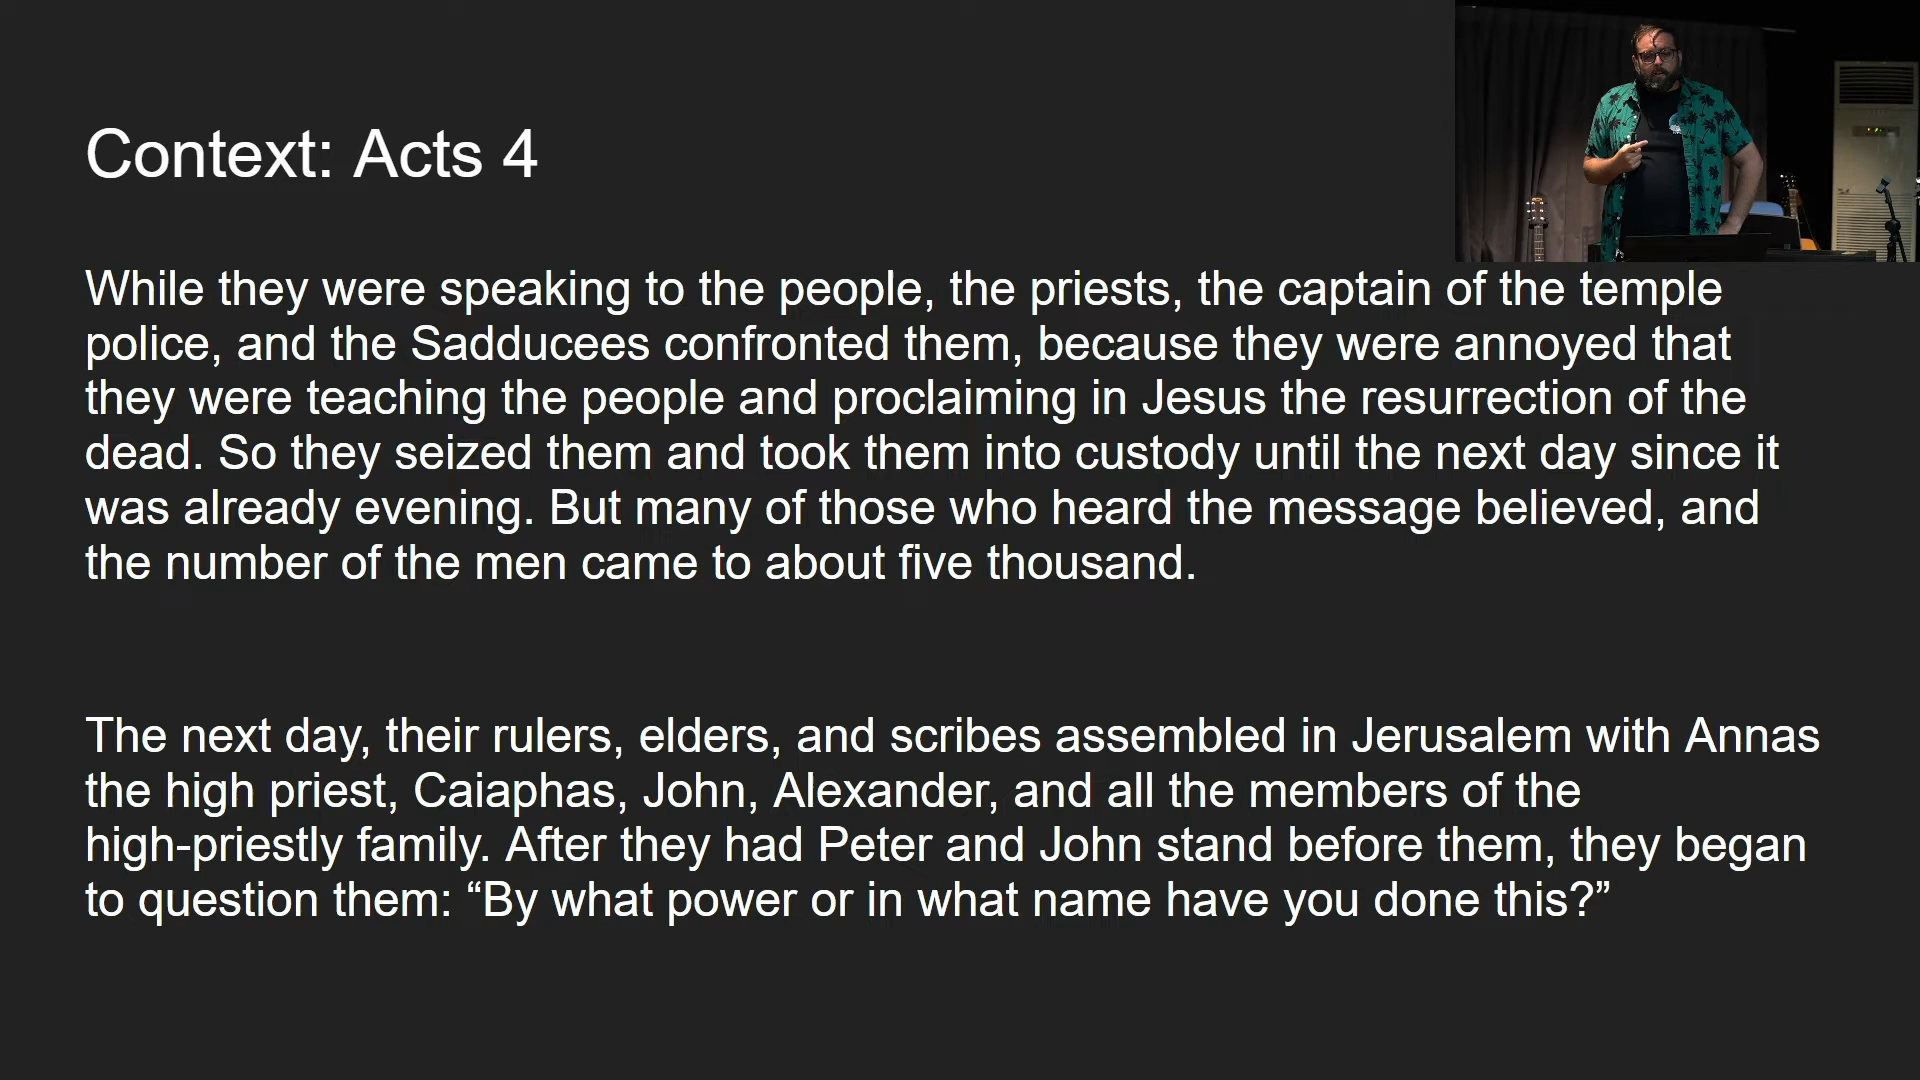 Context: Acts 4
While they were speaking to the people, the priests, the captain of the temple
police, and the Sadducees confronted them, because they were annoyed that
they were teaching the people and proclaiming in Jesus the resurrection of the
dead. So they seized them and took them into custody until the next day since it
was already evening. But many of those who heard the message believed, and
the number of the men came to about five thousand.
The next day, their rulers, elders, and scribes assembled in Jerusalem with Annas
the high priest, Caiaphas, John, Alexander, and all the members of the
high-priestly family. After they had Peter and John stand before them, they began
to question them: “By what power or in what name have you done this?”